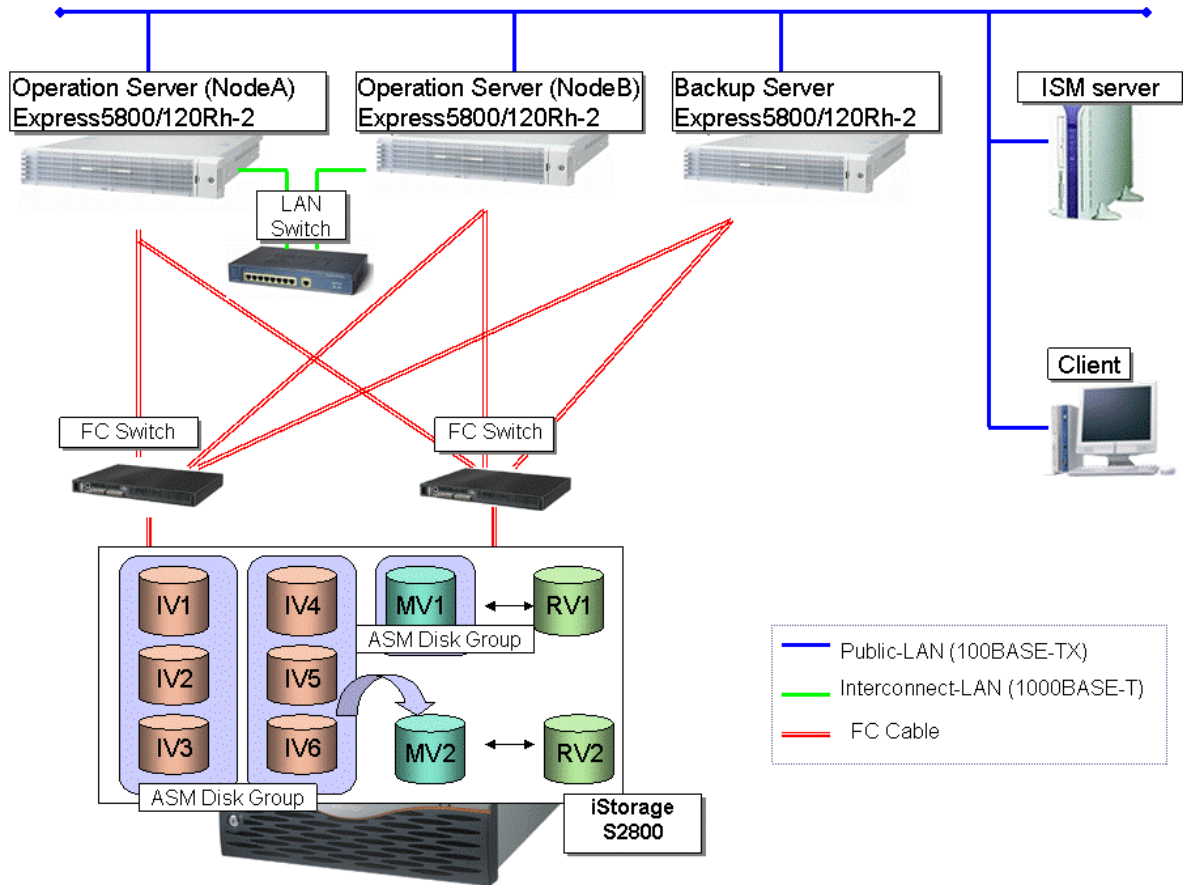 Operation Server (NodeA)
Express5800/120Rh-2
Operation Server (NodeB)
Express5800/120Rh-2
Backup Server
Express5800/120Rh-2
ISM server
LAN
Switch
Client
FC Switch
FC Switch
IV1
IV4
MV1
RV1
ASM Disk Group
IV2
IV5
IV3
IV6
MV2
RV2
ASM Disk Group
iStorage
S2800
Public-LAN (100BASE-TX)
Interconnect-LAN (1000BASE-T)
FC Cable